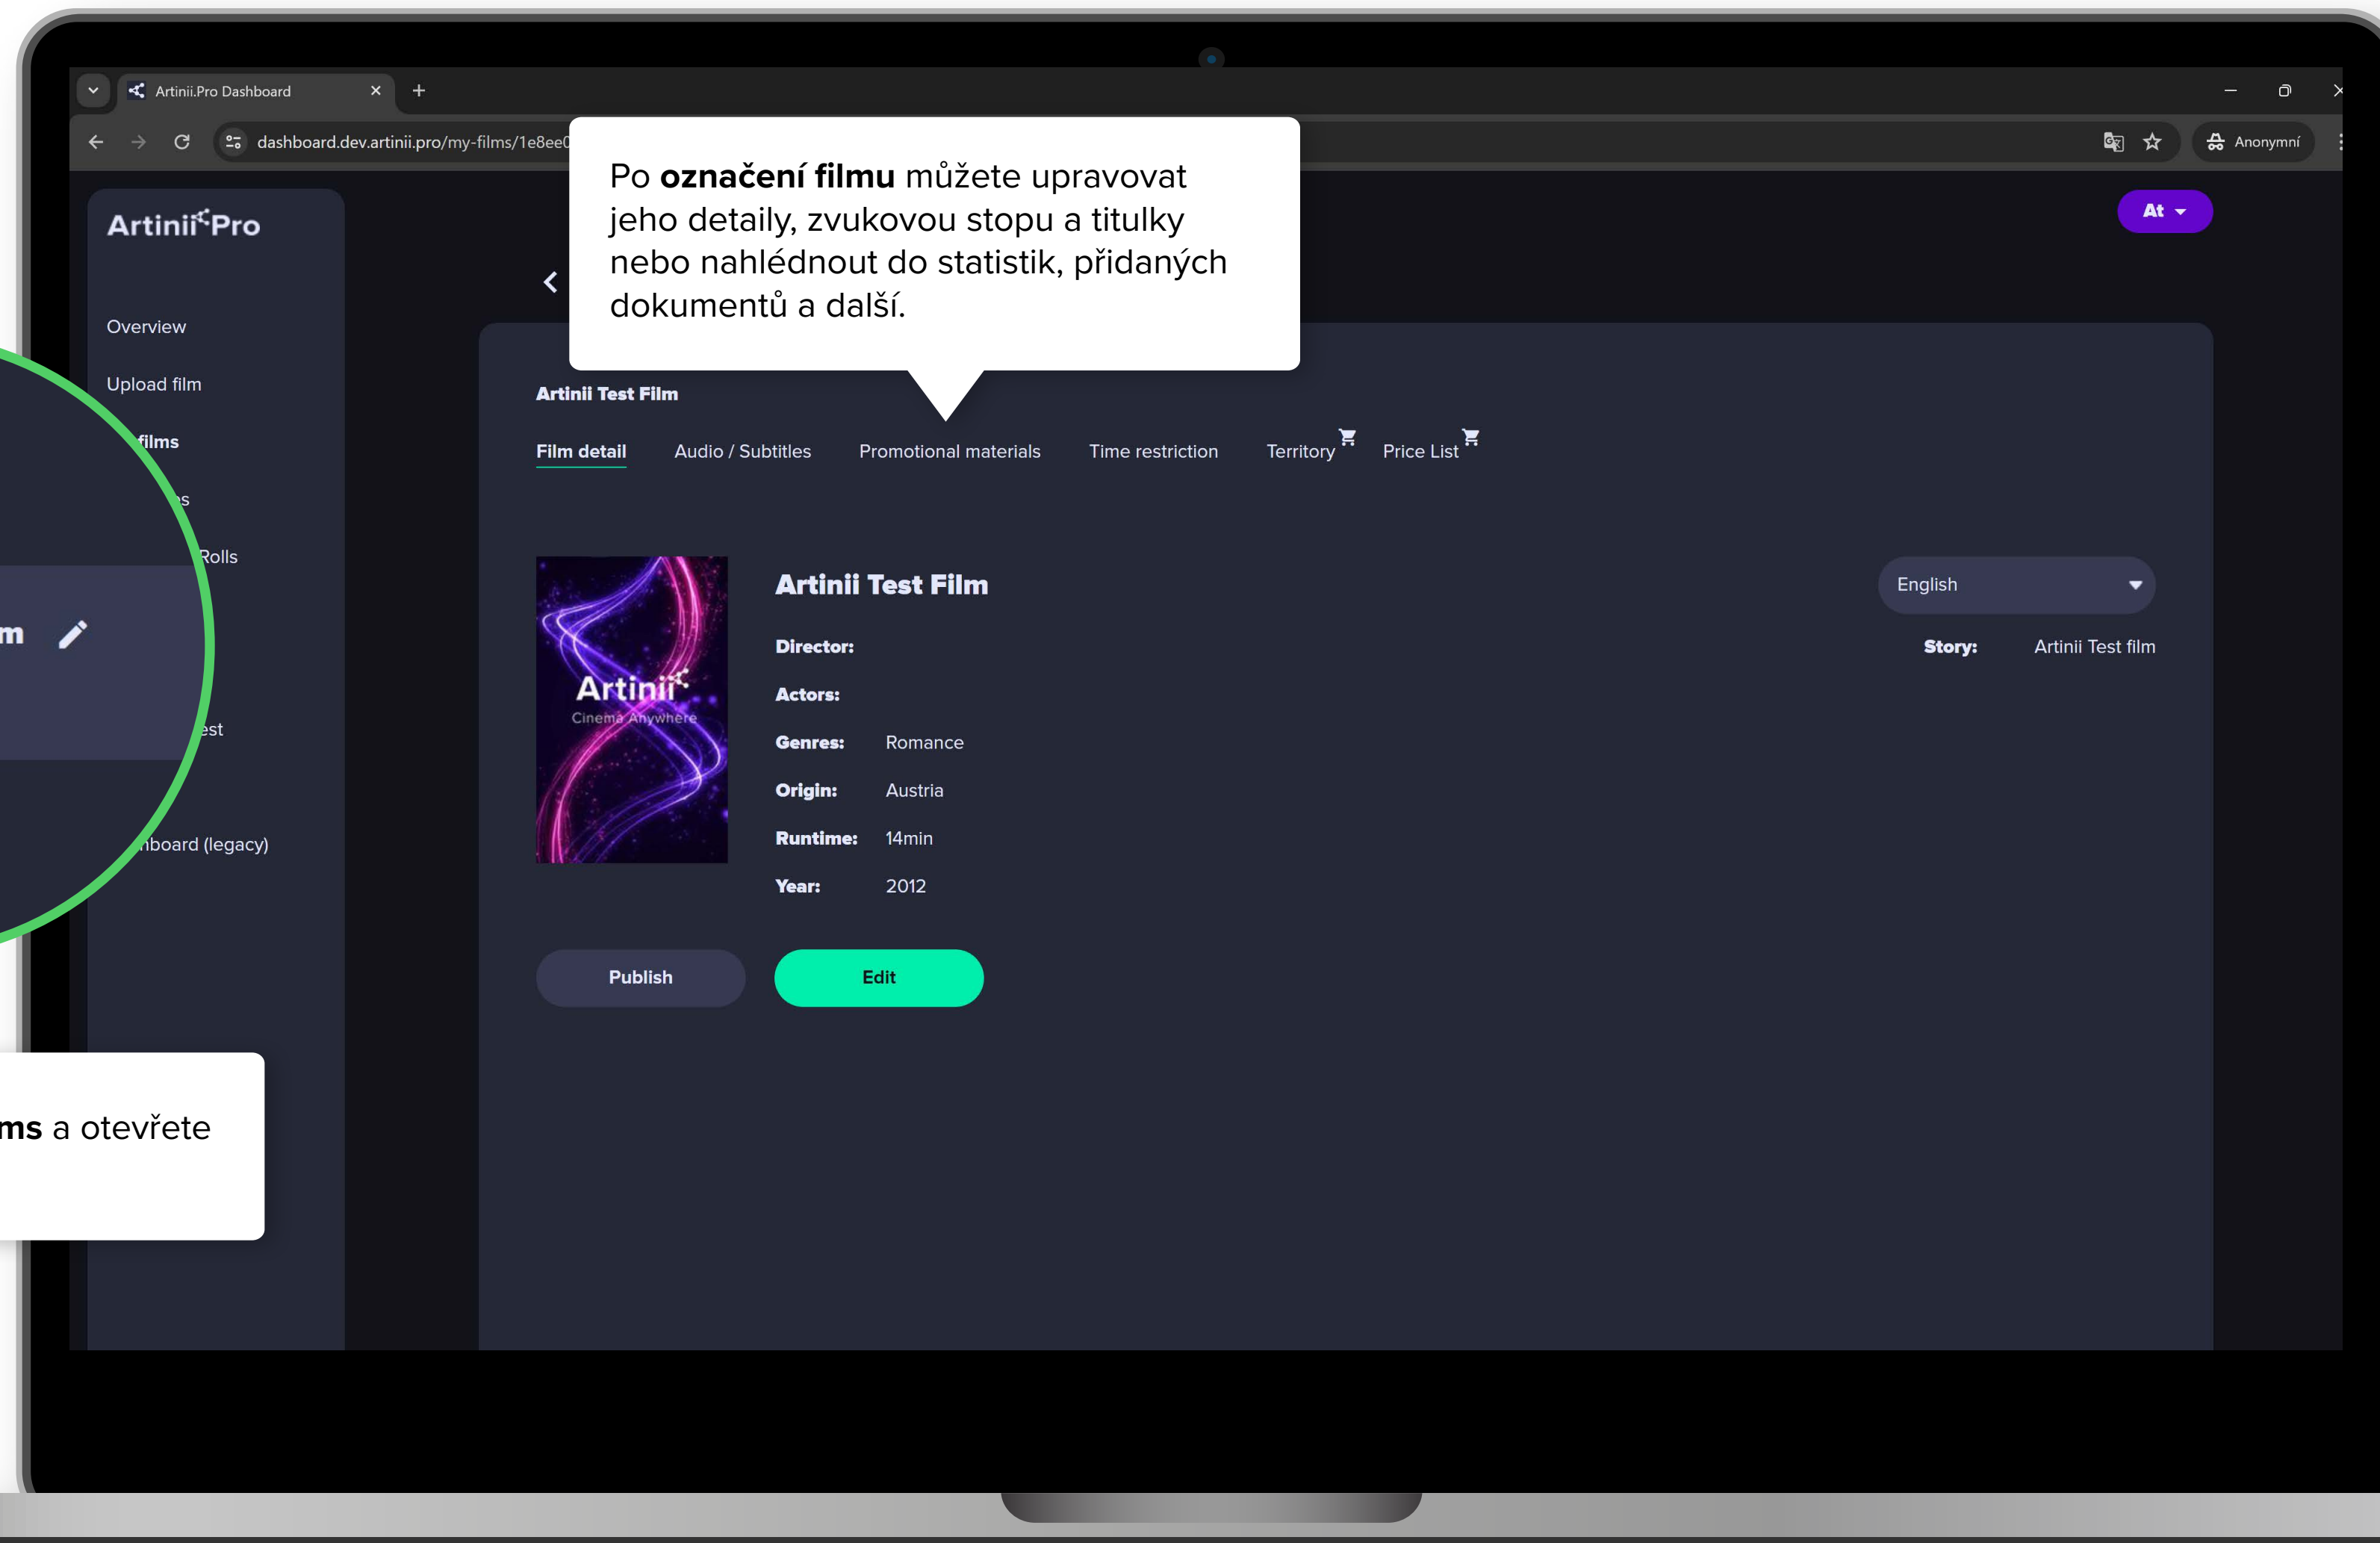 Artinii.Pro Dashboard
dashboard.dev.artinii.pro/my-films/1e8ee0
Anonymní
Po označení filmu můžete upravovat
jeho detaily, zvukovou stopu a titulky
nebo nahlédnout do statistik, přidaných
dokumentů a další.
Artinii Pro
At
Overview
Upload film
films
Rolls
(legacy)
Artinii Test Film
Film detail Audio / Subtitles Promotional materials Time restriction Territory Price List
Artinii
Cinema Anywhere
Artinii Test Film
Director:
Actors:
Genres: Romance
Origin: Austria
Runtime: 14min
Year: 2012
English
Story: Artinii Test film
Publish Edit
a otevřete